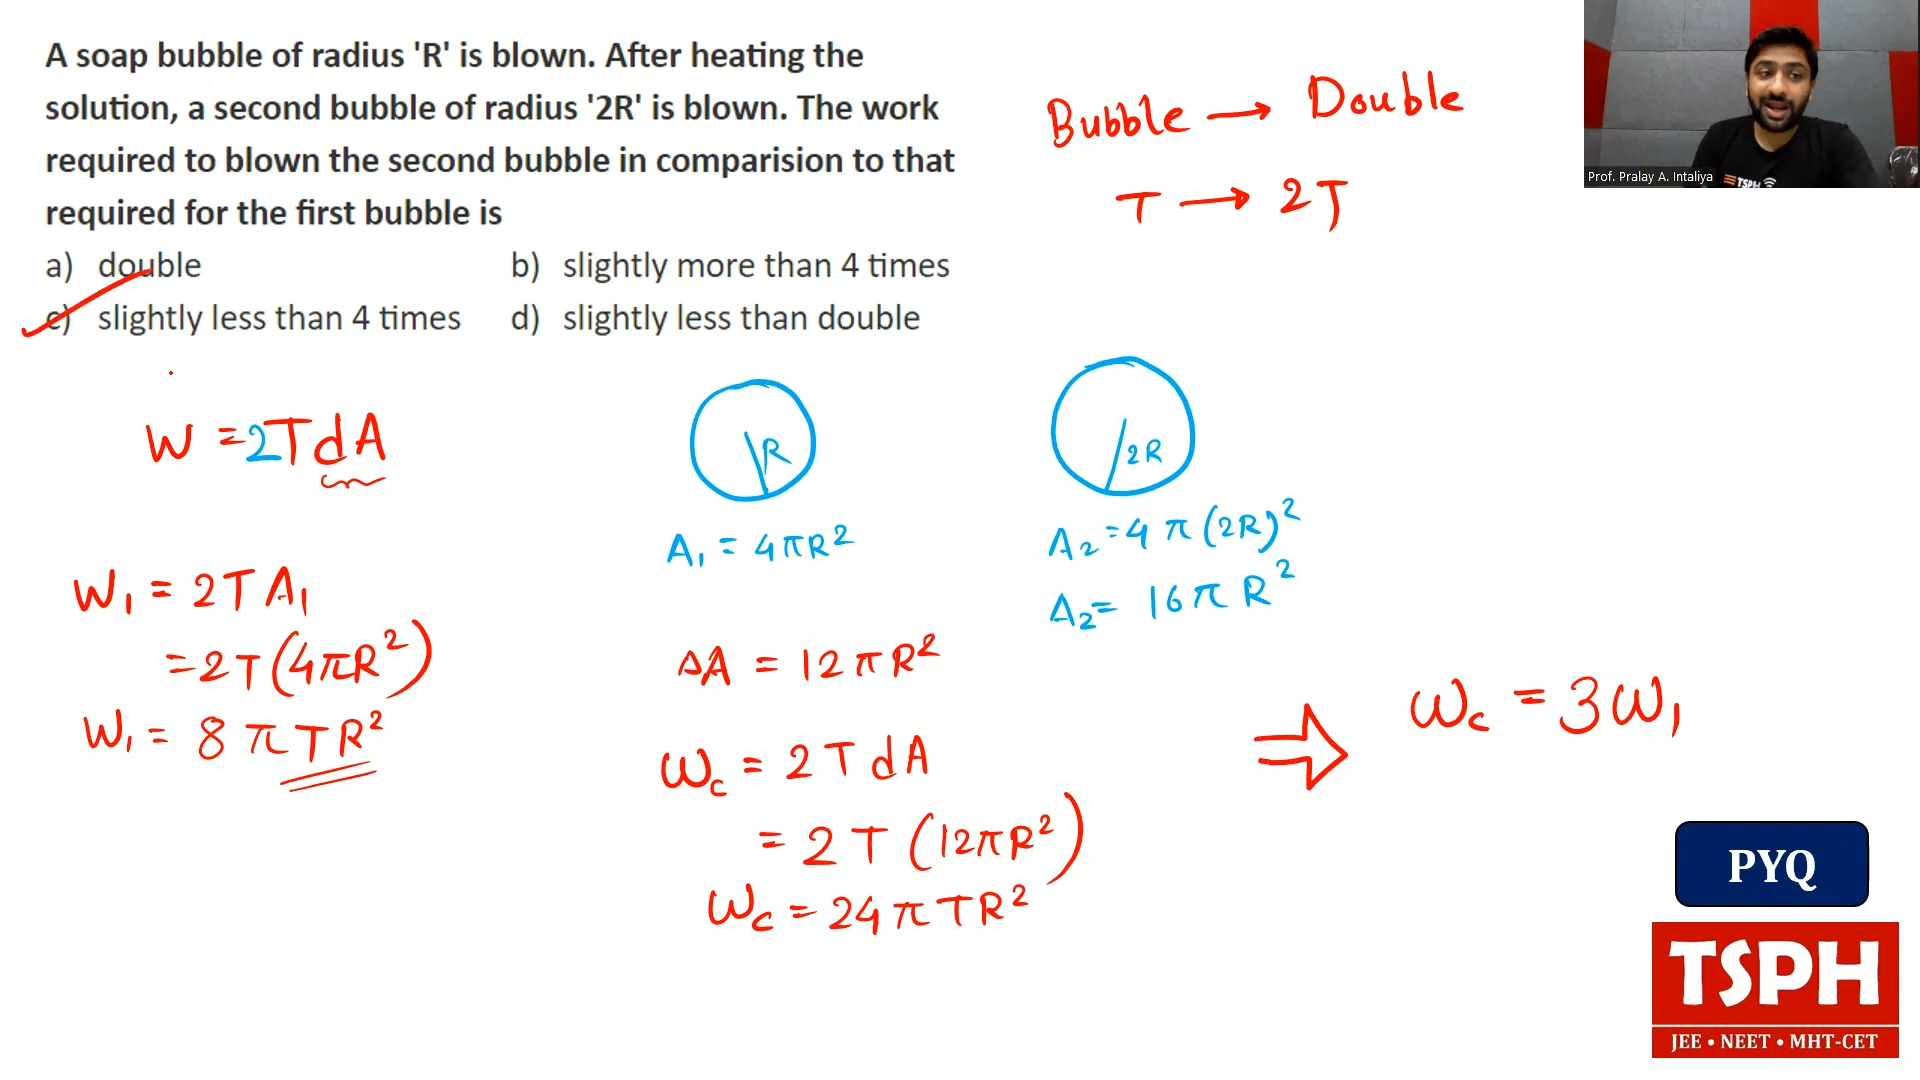 A soap bubble of radius 'R' is blown. After heating the
solution, a second bubble of radius '2R' is blown. The work
required to blown the second bubble in comparision to that
required for the first bubble is
a) double b) slightly more than 4 times
c) slightly less than 4 times d) slightly less than double
Bubble → Double
T → 2T
Prof. Pralay A. Intaliya
TSPH
W = 2TdA
R
2R
A₁ = 4πR²
A₂ = 4π(2R)²
A₂ = 16πR²
W₁ = 2TA₁
= 2T(4πR²)
W₁ = 8πTR²
ΔA = 12πR²
W_c = 2TdA
= 2T(12πR²)
W_c = 24πTR²
⇒ W_c = 3W₁
PYQ
TSPH
JEE • NEET • MHT-CET